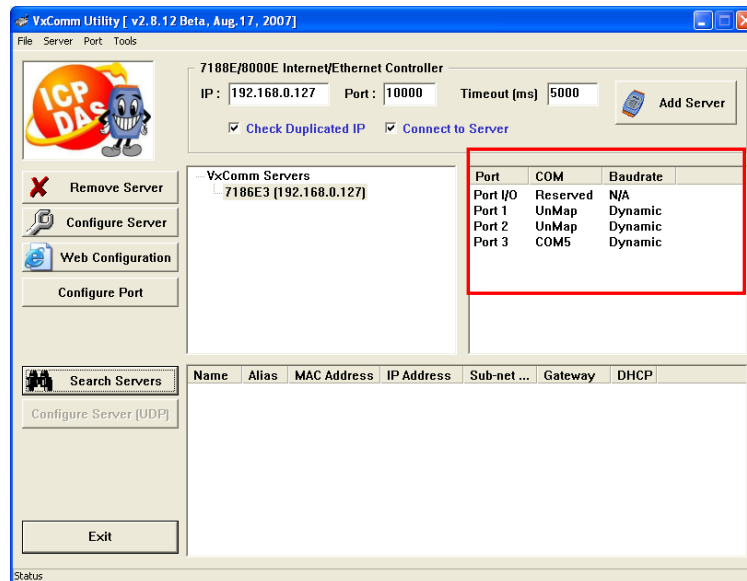 VxComm Utility [ v2.8.12 Beta, Aug.17, 2007]
File Server Port Tools
ICP DAS
7188E/8000E Internet/Ethernet Controller
IP : 192.168.0.127 Port : 10000 Timeout (ms) 5000
Add Server
Check Duplicated IP Connect to Server
Remove Server
Configure Server
Web Configuration
Configure Port
VxComm Servers
7186E3 (192.168.0.127)
Port COM Baudrate
Port I/O Reserved N/A
Port 1 UnMap Dynamic
Port 2 UnMap Dynamic
Port 3 COM5 Dynamic
Search Servers
Configure Server (UDP)
Name Alias MAC Address IP Address Sub-net ... Gateway DHCP
Exit
Status